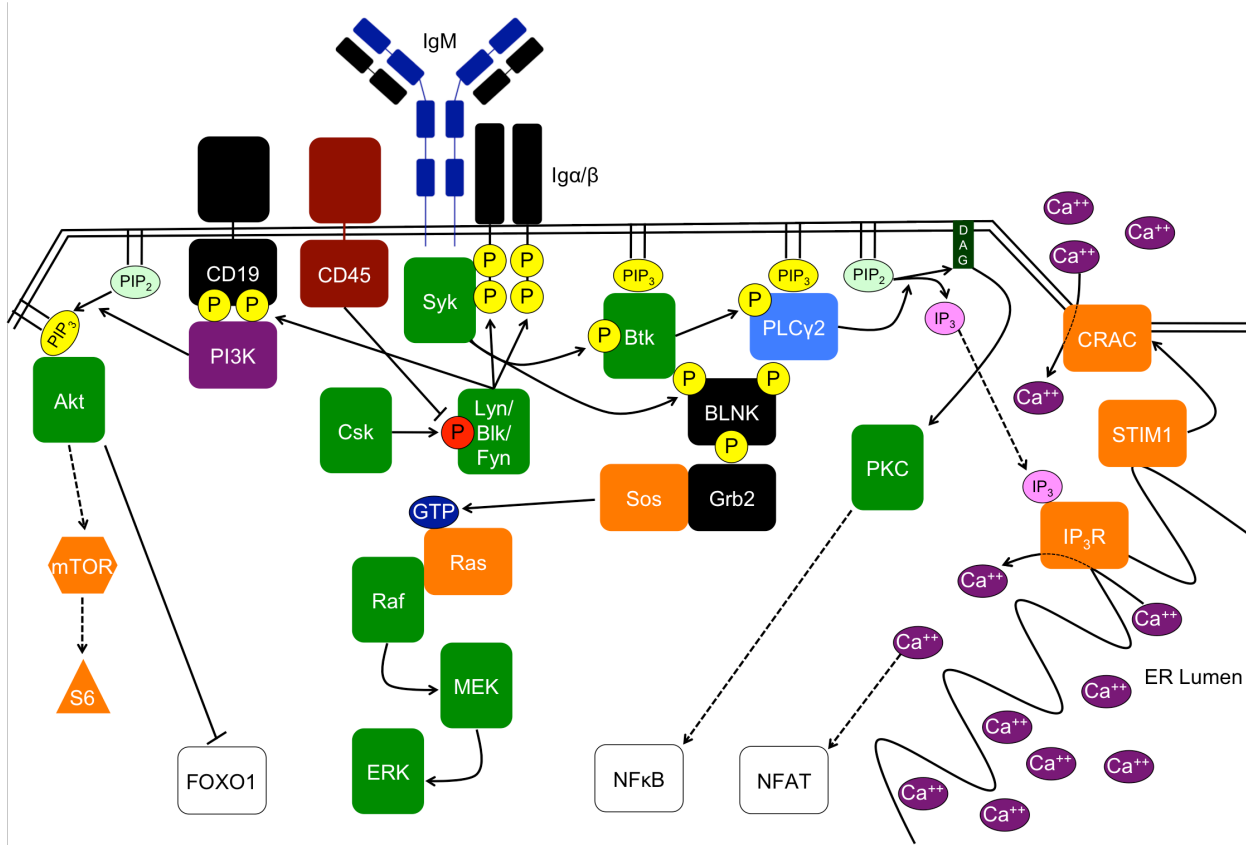 IgM
Igα/β
Ca⁺⁺
Ca⁺⁺
Ca⁺⁺
D
A
G
P
P
P
P
PIP₂
CD19
CD45
PIP₃
PIP₃
PIP₂
P
P
Syk
P
IP₃
PIP₃
P
Btk
PLCγ2
PI3K
CRAC
P
P
Ca⁺⁺
Akt
Lyn/
Blk/
Fyn
BLNK
Csk
P
STIM1
P
PKC
IP₃
Sos
Grb2
GTP
IP₃R
mTOR
Ras
Ca⁺⁺
Raf
Ca⁺⁺
Ca⁺⁺
ER Lumen
MEK
Ca⁺⁺
S6
Ca⁺⁺
ERK
Ca⁺⁺
Ca⁺⁺
FOXO1
NFκB
NFAT
Ca⁺⁺
Ca⁺⁺